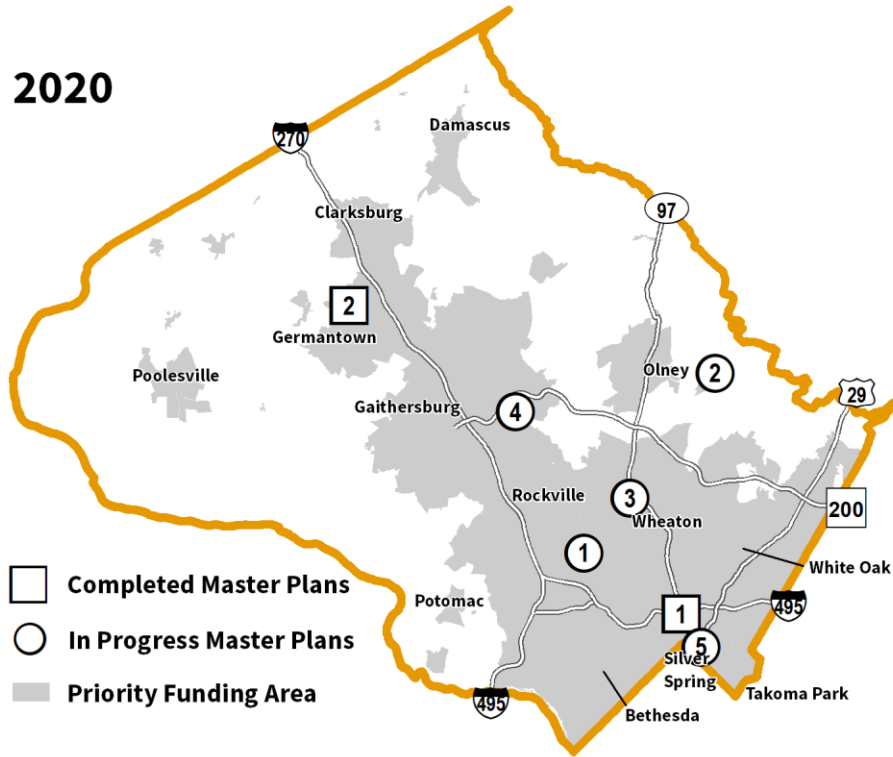 2020
Damascus
270
97
Clarksburg
2
Germantown
Olney
2
Poolesville
29
Gaithersburg
4
Rockville
3
Wheaton
200
1
White Oak
Completed Master Plans
Potomac
1
495
In Progress Master Plans
5
Silver
Spring
Priority Funding Area
495
Takoma Park
Bethesda